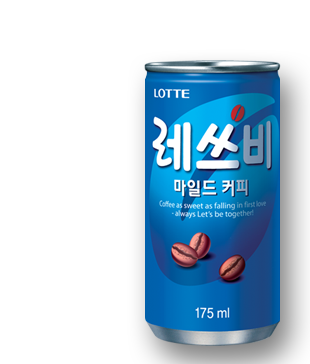 LOTTE
레쓰비
마일드 커피
Coffee as sweet as falling in first love
- always Let's be together!
175 ml